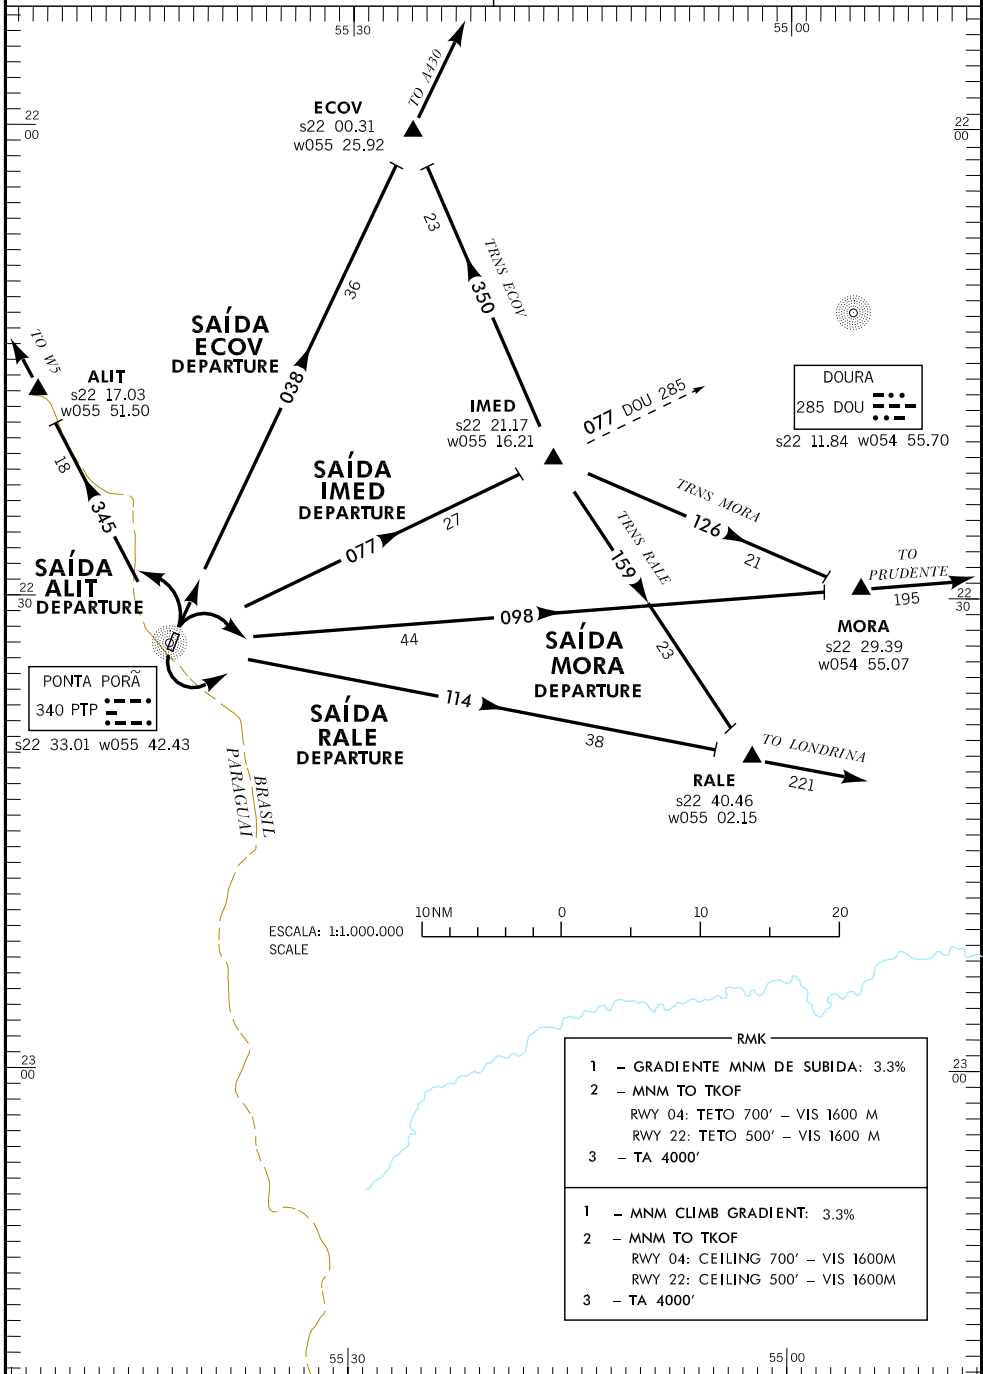 55 30
55 00
TO A430
ECOV
s22 00.31
w055 25.92
22
00
22
00
23
TRNS ECOV
350
36
SAÍDA
ECOV
DEPARTURE
038
TO W5
ALIT
s22 17.03
w055 51.50
18
345
DOURA
285 DOU
s22 11.84 w054 55.70
IMED
s22 21.17
w055 16.21
077 DOU 285
SAÍDA
IMED
DEPARTURE
077
27
TRNS MORA
126
21
TRNS RALE
159
23
SAÍDA
ALIT
DEPARTURE
22
30
TO
PRUDENTE
195
22
30
098
44
SAÍDA
MORA
DEPARTURE
MORA
s22 29.39
w054 55.07
PONTA PORÃ
340 PTP
s22 33.01 w055 42.43
114
38
SAÍDA
RALE
DEPARTURE
TO LONDRINA
221
RALE
s22 40.46
w055 02.15
BRASIL
PARAGUAI
10NM 0 10 20
ESCALA: 1:1.000.000
SCALE
23
00
23
00
RMK
1 – GRADIENTE MNM DE SUBIDA: 3.3%
2 – MNM TO TKOF
RWY 04: TETO 700' – VIS 1600 M
RWY 22: TETO 500' – VIS 1600 M
3 – TA 4000'
1 – MNM CLIMB GRADIENT: 3.3%
2 – MNM TO TKOF
RWY 04: CEILING 700' – VIS 1600M
RWY 22: CEILING 500' – VIS 1600M
3 – TA 4000'
55 30
55 00